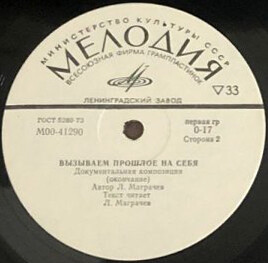 МИНИСТЕРСТВО КУЛЬТУРЫ СССР
МЕЛОДИЯ
ВСЕСОЮЗНАЯ ФИРМА ГРАМПЛАСТИНОК
ЛЕНИНГРАДСКИЙ ЗАВОД
▽33
ГОСТ 5289-73
М00-41290
первая гр
0-17
Сторона 2
ВЫЗЫВАЕМ ПРОШЛОЕ НА СЕБЯ
Документальная композиция
(окончание)
Автор Л. Маграчев
Текст читает
Л. Маграчев